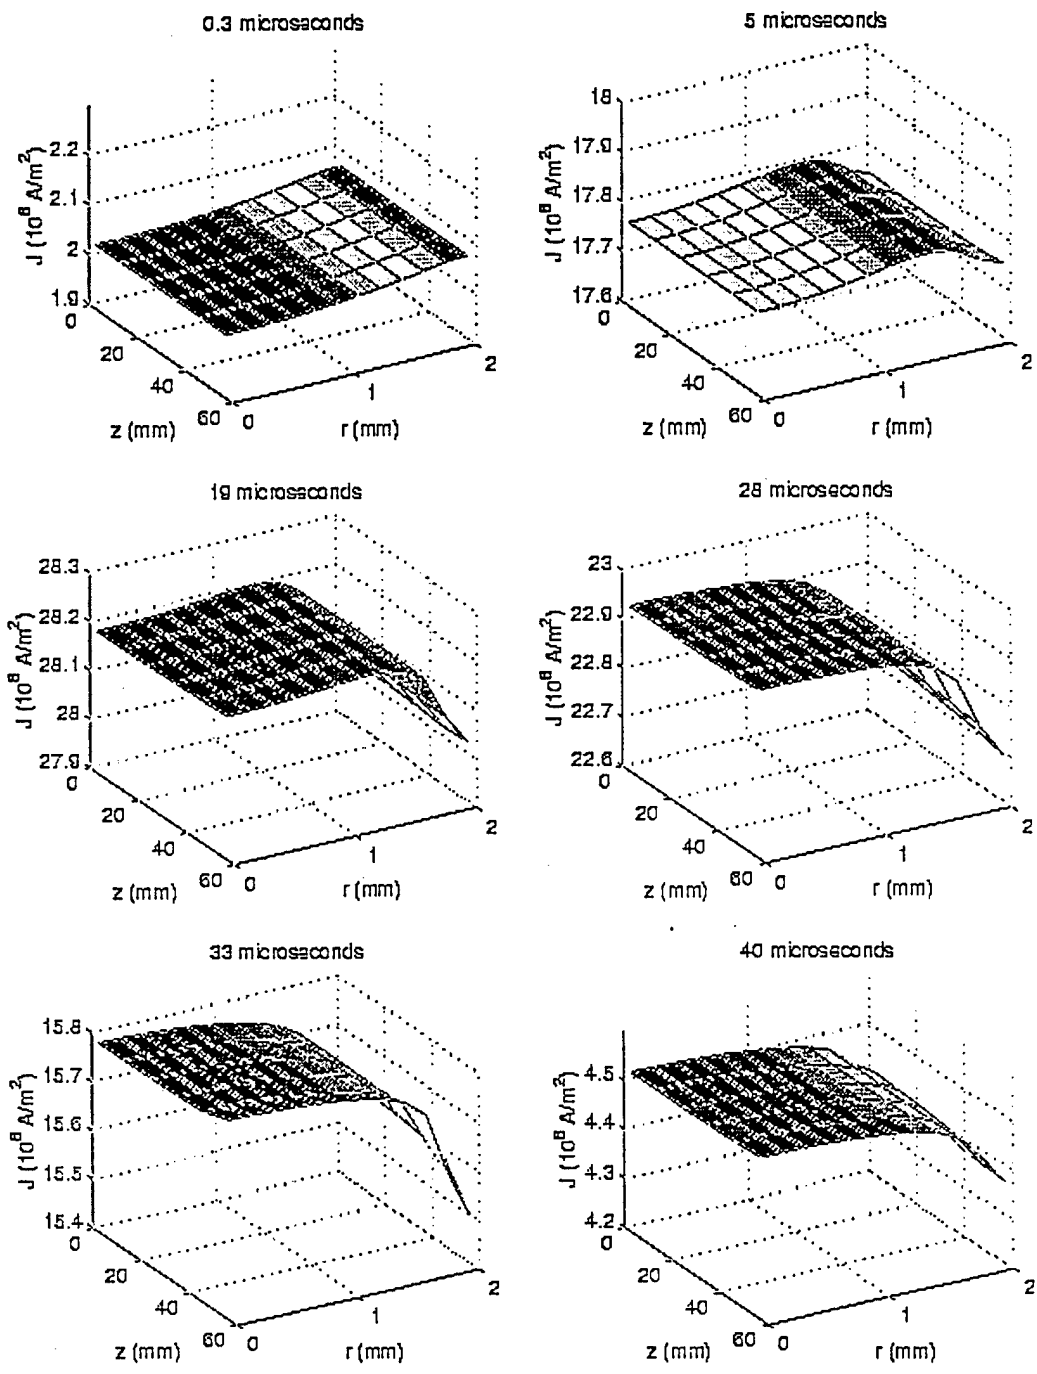 0.3 microseconds
J (10^8 A/m^2)
2.2
2.1
2
1.9
0
20
40
60
z (mm)
0
1
2
r (mm)
5 microseconds
J (10^8 A/m^2)
18
17.9
17.8
17.7
17.6
0
20
40
60
z (mm)
0
1
2
r (mm)
19 microseconds
J (10^8 A/m^2)
28.3
28.2
28.1
28
27.9
0
20
40
60
z (mm)
0
1
2
r (mm)
28 microseconds
J (10^8 A/m^2)
23
22.9
22.8
22.7
22.6
0
20
40
60
z (mm)
0
1
2
r (mm)
33 microseconds
J (10^8 A/m^2)
15.8
15.7
15.6
15.5
15.4
0
20
40
60
z (mm)
0
1
2
r (mm)
40 microseconds
J (10^8 A/m^2)
4.5
4.4
4.3
4.2
0
20
40
60
z (mm)
0
1
2
r (mm)